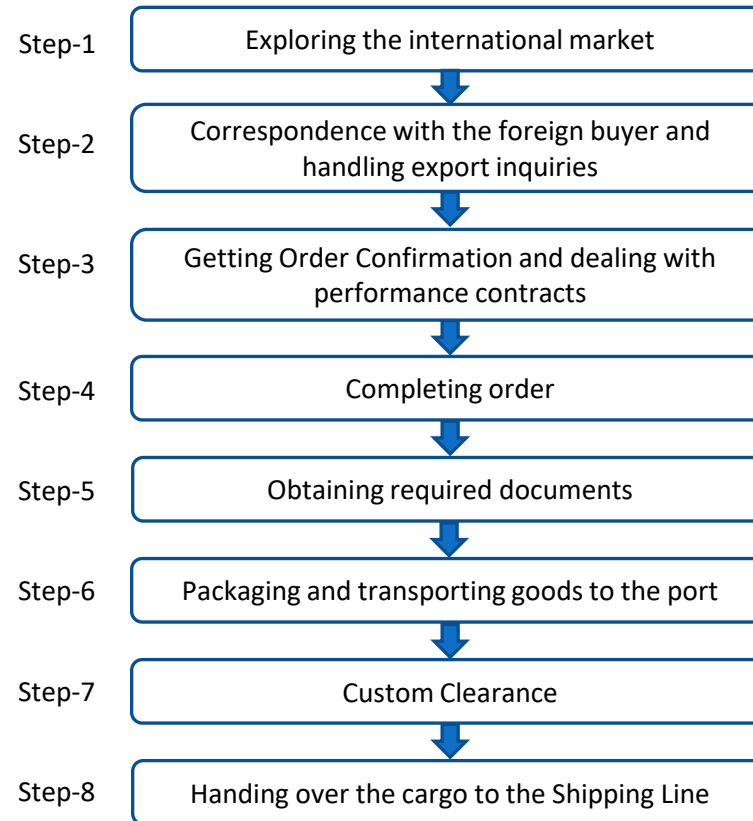 Step-1
Exploring the international market
Step-2
Correspondence with the foreign buyer and
handling export inquiries
Step-3
Getting Order Confirmation and dealing with
performance contracts
Step-4
Completing order
Step-5
Obtaining required documents
Step-6
Packaging and transporting goods to the port
Step-7
Custom Clearance
Step-8
Handing over the cargo to the Shipping Line